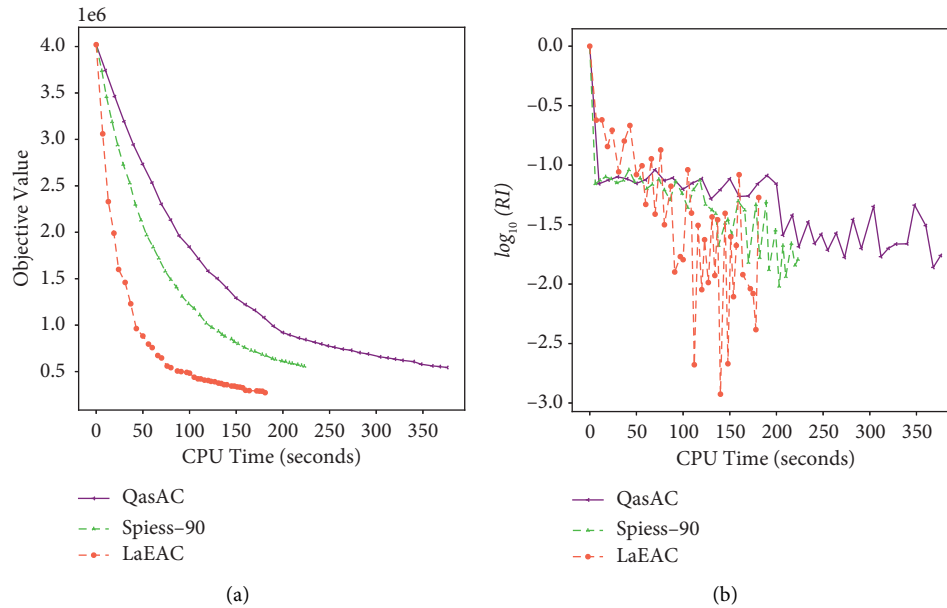 1e6
4.0
3.5
3.0
2.5
2.0
1.5
1.0
0.5
Objective Value
0 50 100 150 200 250 300 350
CPU Time (seconds)
QasAC
Spiess–90
LaEAC
(a)
0.0
–0.5
–1.0
–1.5
–2.0
–2.5
–3.0
log10 (RI)
0 50 100 150 200 250 300 350
CPU Time (seconds)
QasAC
Spiess–90
LaEAC
(b)